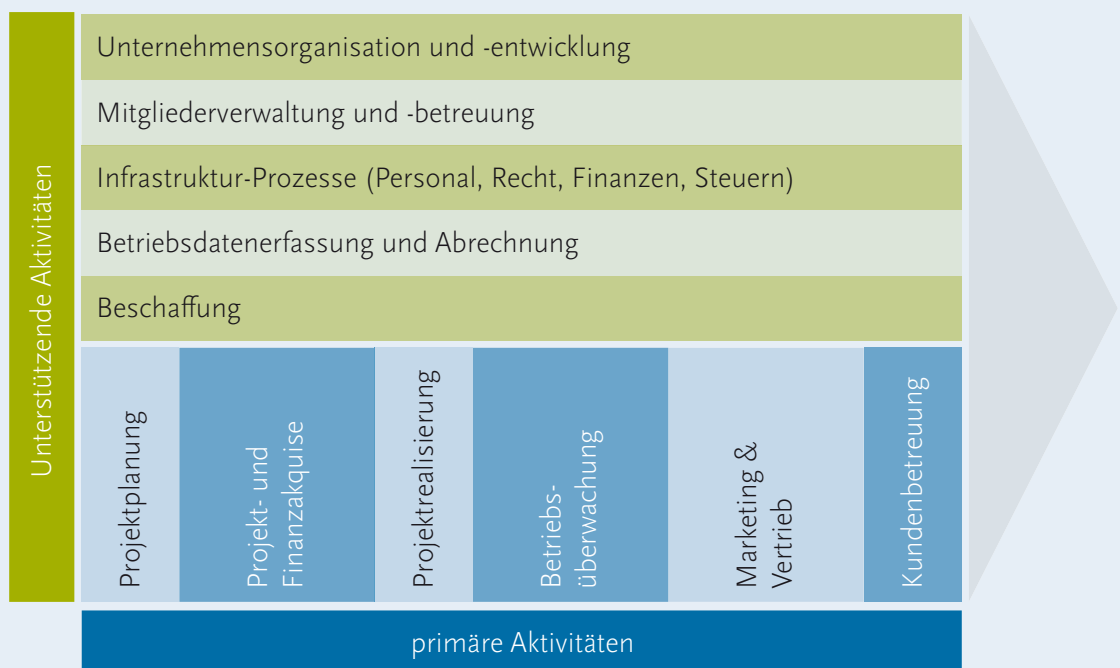 Unterstützende Aktivitäten
Unternehmensorganisation und -entwicklung
Mitgliederverwaltung und -betreuung
Infrastruktur-Prozesse (Personal, Recht, Finanzen, Steuern)
Betriebsdatenerfassung und Abrechnung
Beschaffung
Projektplanung
Projekt- und
Finanzakquise
Projektrealisierung
Betriebs-
überwachung
Marketing &
Vertrieb
Kundenbetreuung
primäre Aktivitäten